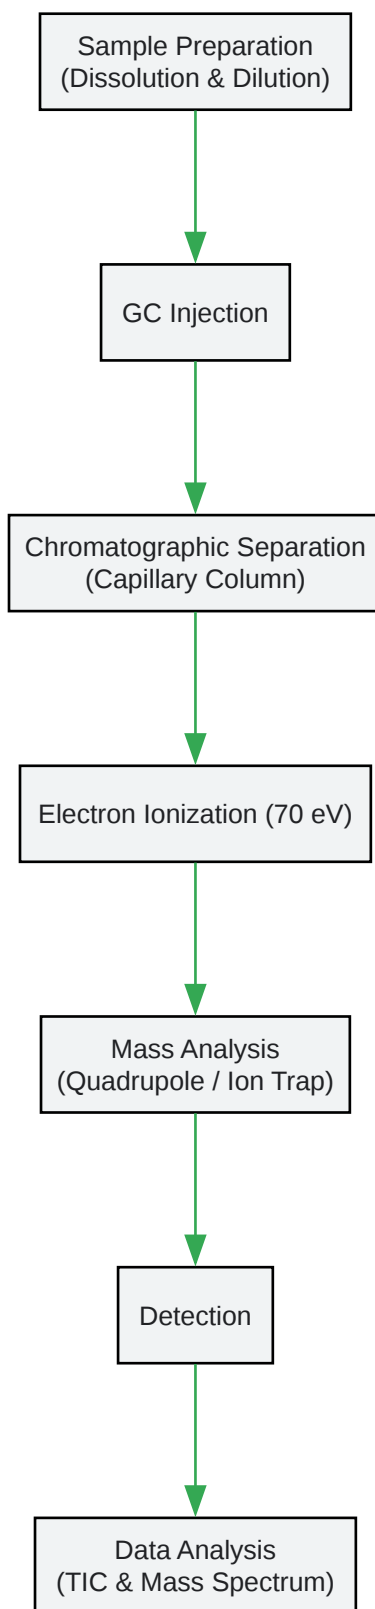 Sample Preparation
(Dissolution & Dilution)
GC Injection
Chromatographic Separation
(Capillary Column)
Electron Ionization (70 eV)
Mass Analysis
(Quadrupole / Ion Trap)
Detection
Data Analysis
(TIC & Mass Spectrum)